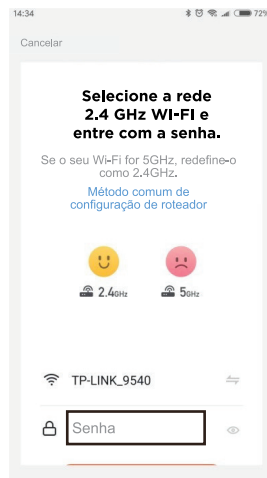 14:34
72%
Cancelar
Selecione a rede
2.4 GHz WI-FI e
entre com a senha.
Se o seu Wi-Fi for 5GHz, redefine-o
como 2.4GHz.
Método comum de
configuração de roteador
2.4GHz 5GHz
TP-LINK_9540
Senha